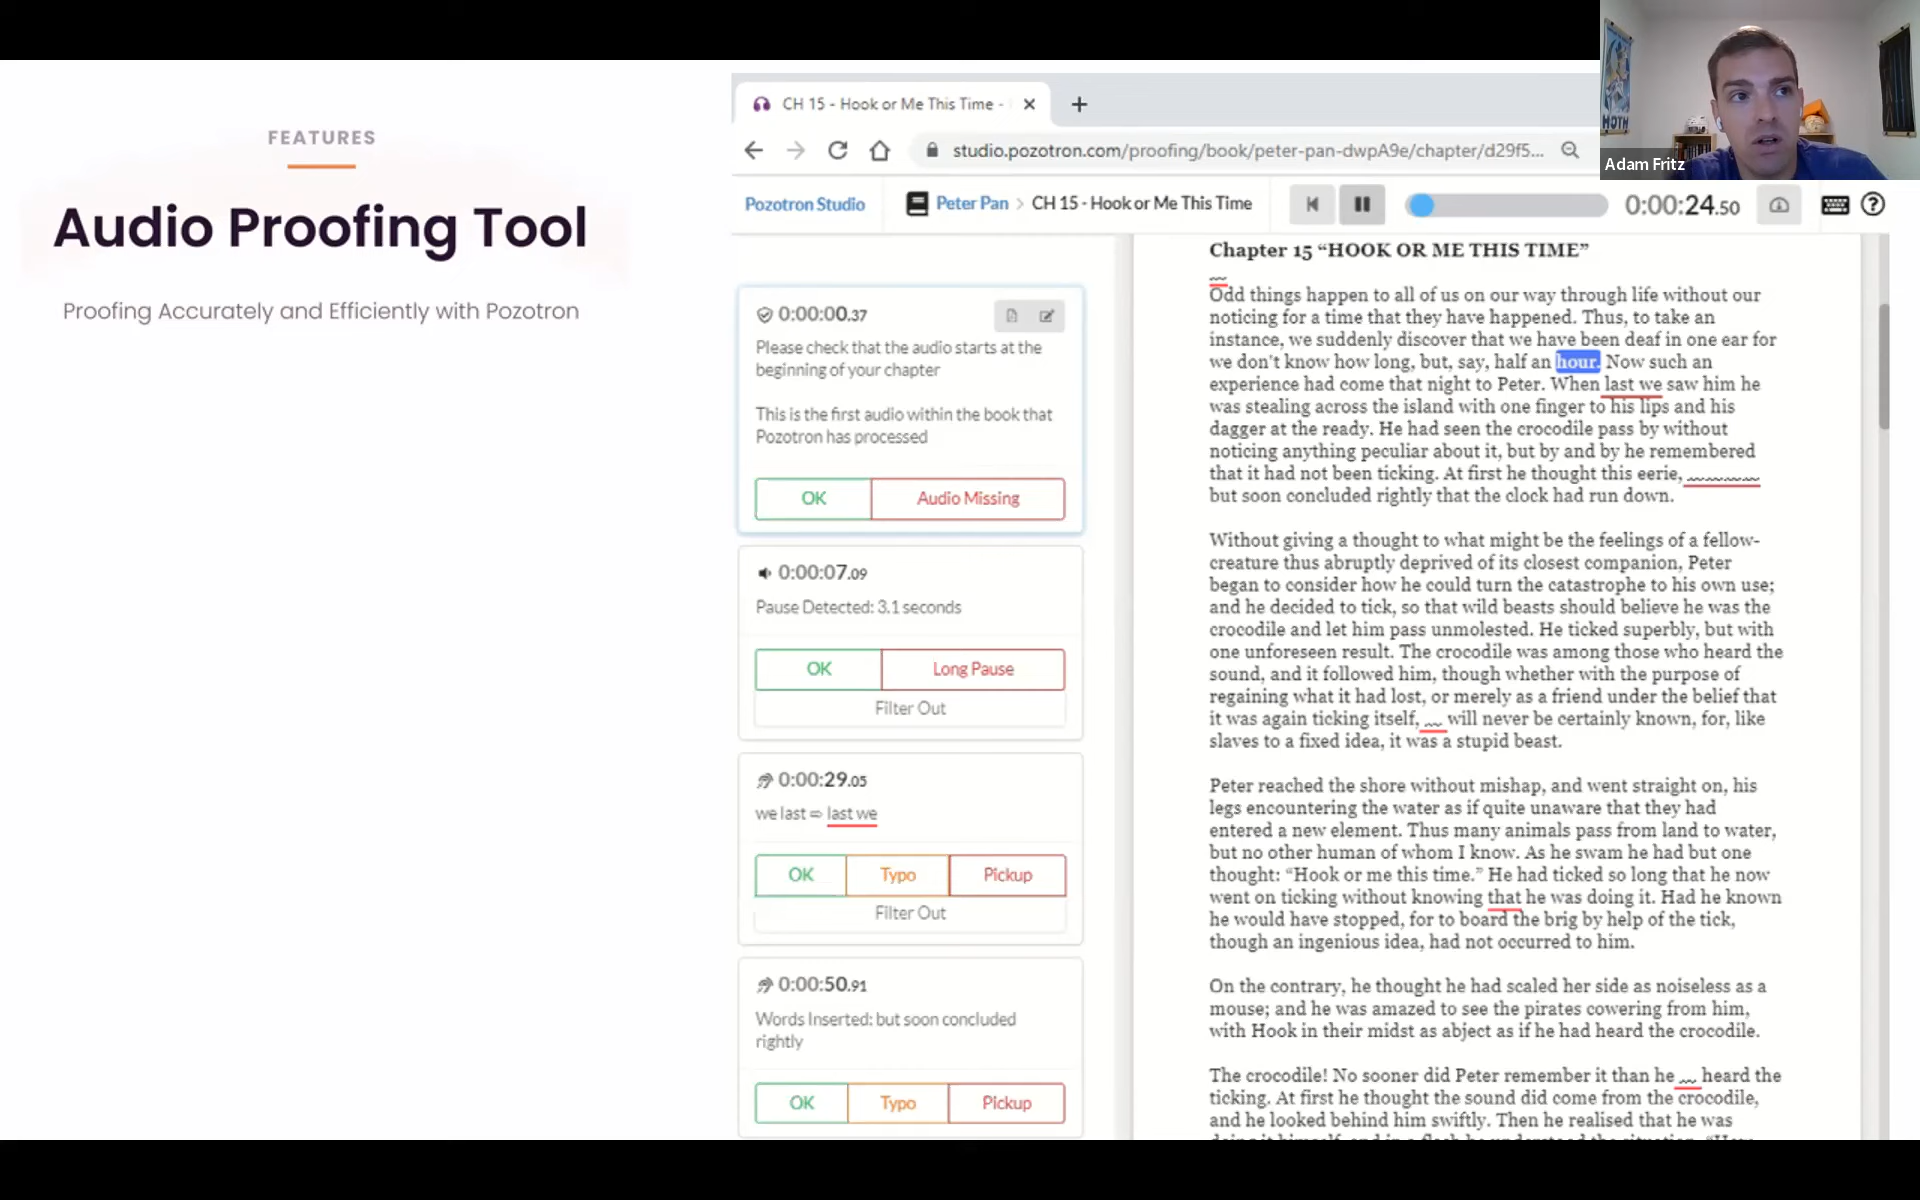 FEATURES
Audio Proofing Tool
Proofing Accurately and Efficiently with Pozotron
CH 15 - Hook or Me This Time -
studio.pozotron.com/proofing/book/peter-pan-dwpA9e/chapter/d29f5...
Adam Fritz
Pozotron Studio
Peter Pan > CH 15 - Hook or Me This Time
0:00:24.50
0:00:00.37
Please check that the audio starts at the
beginning of your chapter
This is the first audio within the book that
Pozotron has processed
OK
Audio Missing
0:00:07.09
Pause Detected: 3.1 seconds
OK
Long Pause
Filter Out
0:00:29.05
we last ⇨ last we
OK
Typo
Pickup
Filter Out
0:00:50.91
Words Inserted: but soon concluded
rightly
OK
Typo
Pickup
Chapter 15 “HOOK OR ME THIS TIME”
Odd things happen to all of us on our way through life without our
noticing for a time that they have happened. Thus, to take an
instance, we suddenly discover that we have been deaf in one ear for
we don't know how long, but, say, half an hour. Now such an
experience had come that night to Peter. When last we saw him he
was stealing across the island with one finger to his lips and his
dagger at the ready. He had seen the crocodile pass by without
noticing anything peculiar about it, but by and by he remembered
that it had not been ticking. At first he thought this eerie,
but soon concluded rightly that the clock had run down.
Without giving a thought to what might be the feelings of a fellow-
creature thus abruptly deprived of its closest companion, Peter
began to consider how he could turn the catastrophe to his own use;
and he decided to tick, so that wild beasts should believe he was the
crocodile and let him pass unmolested. He ticked superbly, but with
one unforeseen result. The crocodile was among those who heard the
sound, and it followed him, though whether with the purpose of
regaining what it had lost, or merely as a friend under the belief that
it was again ticking itself, will never be certainly known, for, like
slaves to a fixed idea, it was a stupid beast.
Peter reached the shore without mishap, and went straight on, his
legs encountering the water as if quite unaware that they had
entered a new element. Thus many animals pass from land to water,
but no other human of whom I know. As he swam he had but one
thought: “Hook or me this time.” He had ticked so long that he now
went on ticking without knowing that he was doing it. Had he known
he would have stopped, for to board the brig by help of the tick,
though an ingenious idea, had not occurred to him.
On the contrary, he thought he had scaled her side as noiseless as a
mouse; and he was amazed to see the pirates cowering from him,
with Hook in their midst as abject as if he had heard the crocodile.
The crocodile! No sooner did Peter remember it than he heard the
ticking. At first he thought the sound did come from the crocodile,
and he looked behind him swiftly. Then he realised that he was